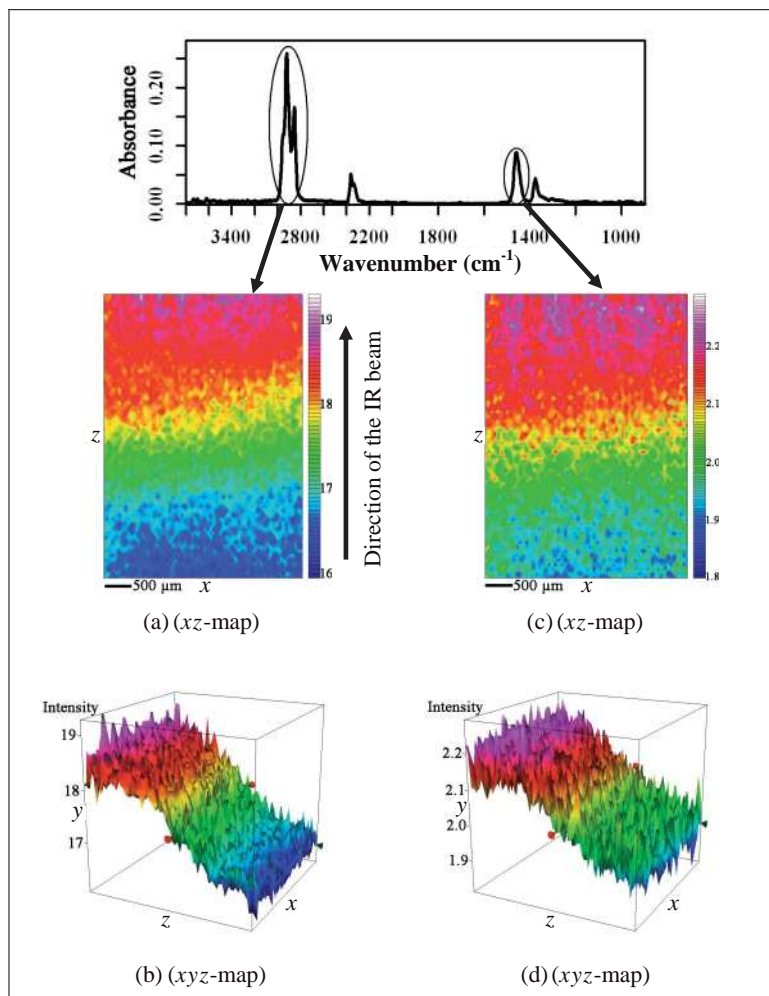 Absorbance
0.20
0.10
0.00
3400 2800 2200 1800 1400 1000
Wavenumber (cm-1)
19
18
17
16
z
500 µm x
(a) (xz-map)
Direction of the IR beam
2.2
2.1
2.0
1.9
1.8
z
500 µm x
(c) (xz-map)
Intensity
19
18
17
y
z
x
(b) (xyz-map)
Intensity
2.2
2.1
2.0
1.9
y
z
x
(d) (xyz-map)